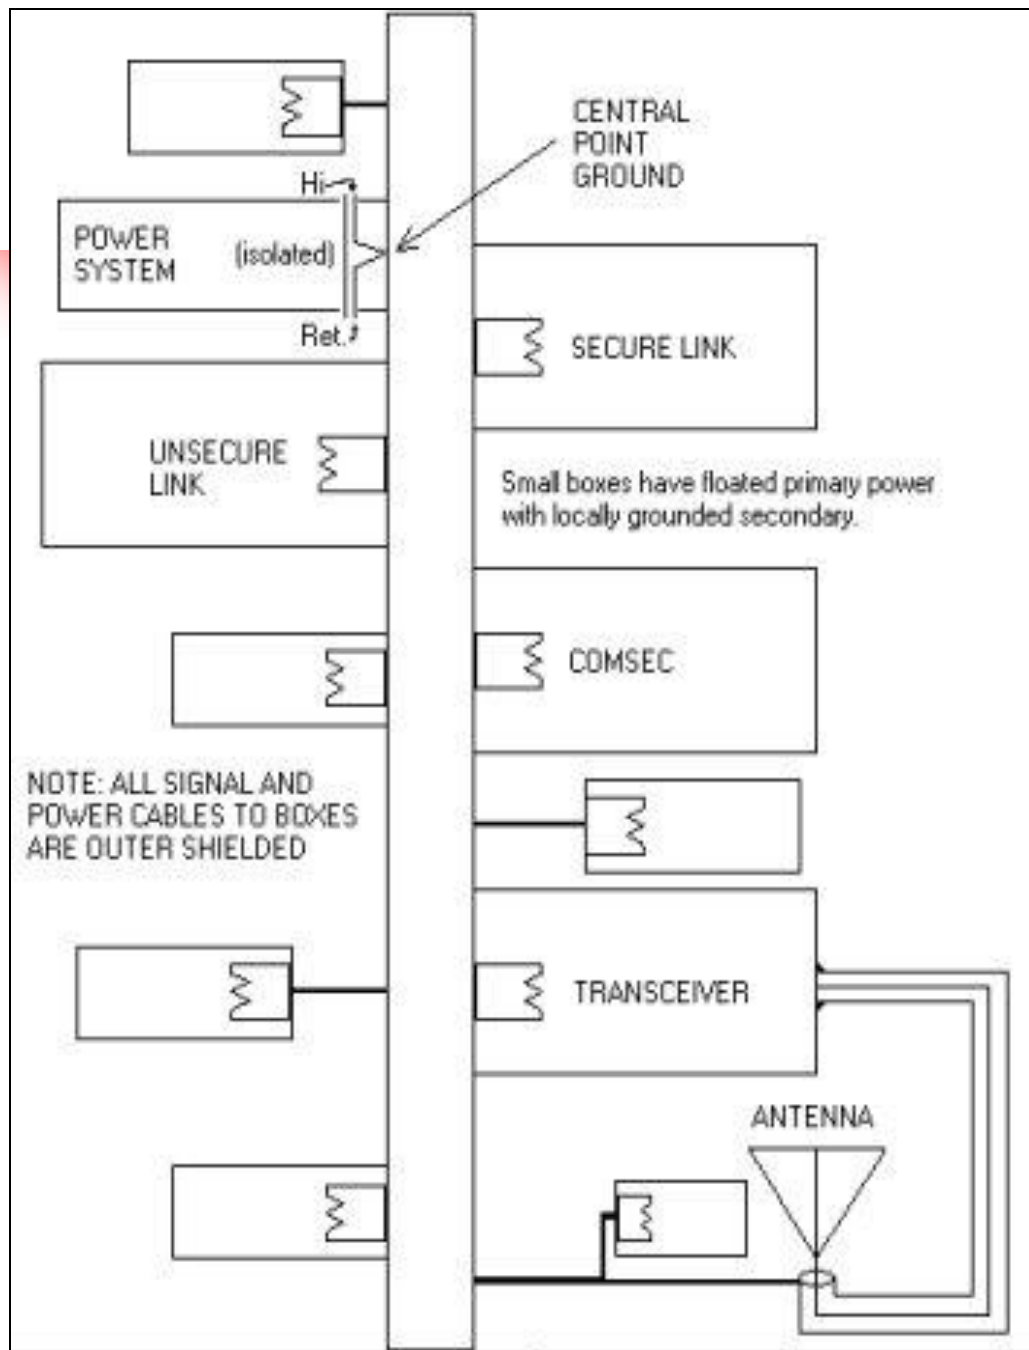 CENTRAL
POINT
GROUND
Hi
POWER
SYSTEM
(isolated)
Ret.
SECURE LINK
UNSECURE
LINK
Small boxes have floated primary power
with locally grounded secondary.
COMSEC
NOTE: ALL SIGNAL AND
POWER CABLES TO BOXES
ARE OUTER SHIELDED
TRANSCEIVER
ANTENNA